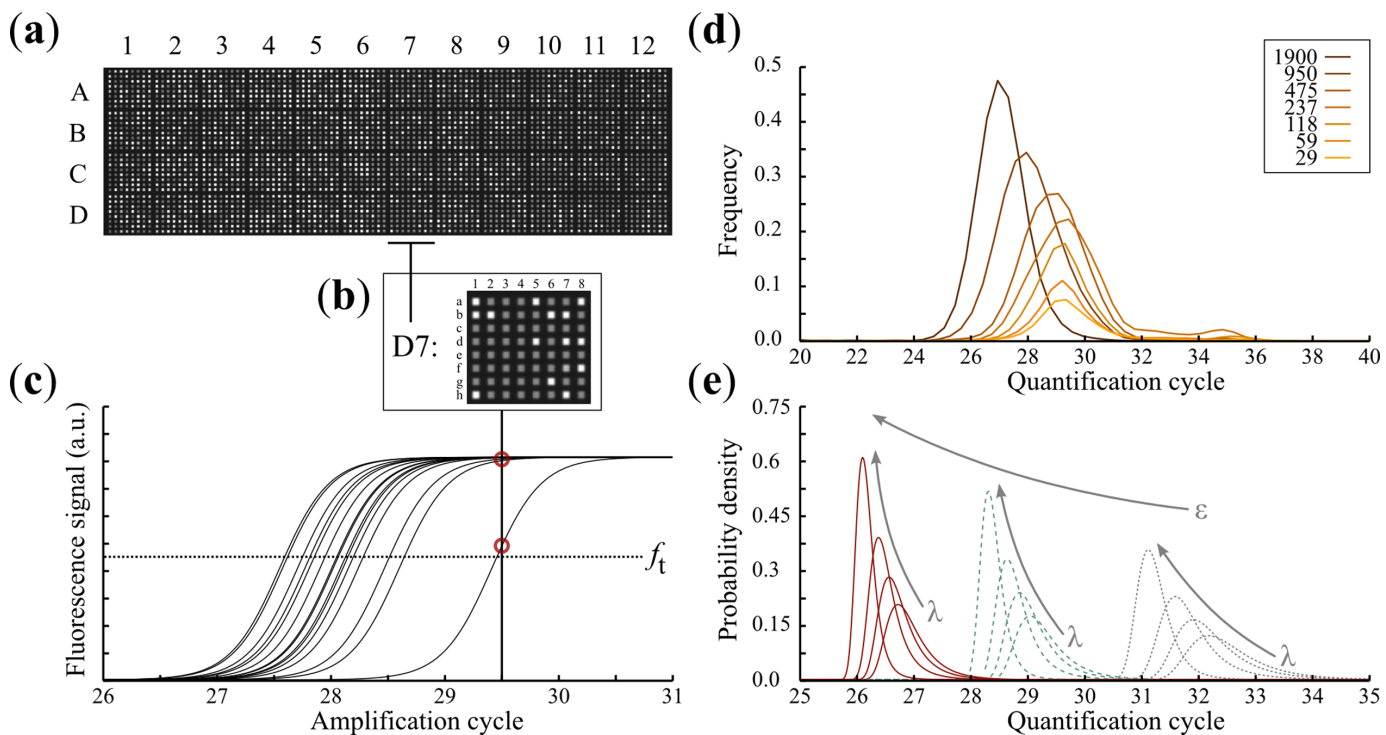 (a)
1 2 3 4 5 6 7 8 9 10 11 12
A
B
C
D
(b)
D7:
1 2 3 4 5 6 7 8
a
b
c
d
e
f
g
h
(c)
Fluorescence signal (a.u.)
fₜ
26 27 28 29 30 31
Amplification cycle
(d)
1900
950
475
237
118
59
29
Frequency
0.5
0.4
0.3
0.2
0.1
0.0
20 22 24 26 28 30 32 34 36 38 40
Quantification cycle
(e)
Probability density
0.75
0.6
0.45
0.3
0.15
0.0
ε
λ
λ
λ
25 26 27 28 29 30 31 32 33 34 35
Quantification cycle